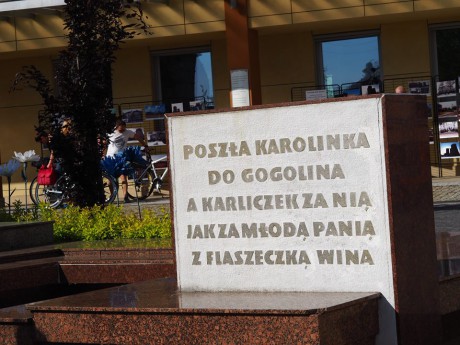 POSZŁA KAROLINKA
DO GOGOLINA
A KARLICZEK ZA NIĄ
JAK ZA MŁODĄ PANIĄ
Z FLASZECZKĄ WINA